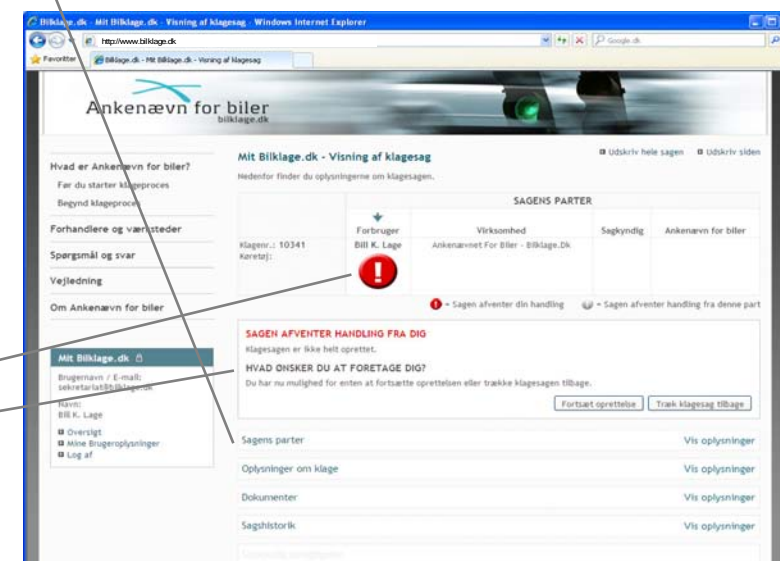 Bilklage.dk - Mit Bilklage.dk - Visning af klagesag - Windows Internet Explorer
http://www.bilklage.dk
Google.dk
Favoritter
Bilklage.dk - Mit Bilklage.dk - Visning af klagesag
Ankenævn for biler
bilklage.dk
Hvad er Ankenævn for biler?
Før du starter klageproces
Begynd klageproces
Forhandlere og værksteder
Spørgsmål og svar
Vejledning
Om Ankenævn for biler
Mit Bilklage.dk
Brugernavn / E-mail:
sekretariat@bilklage.dk
Navn:
Bill K. Lage
Oversigt
Mine Brugeroplysninger
Log af
Mit Bilklage.dk - Visning af klagesag
Udskriv hele sagen
Udskriv siden
Nedenfor finder du oplysningerne om klagesagen.
SAGENS PARTER
Forbruger
Virksomhed
Sagkyndig
Ankenævn for biler
Klagenr.: 10341
Bill K. Lage
Ankenævnet For Biler - Bilklage.Dk
Køretøj:
= Sagen afventer din handling
= Sagen afventer handling fra denne part
SAGEN AFVENTER HANDLING FRA DIG
Klagesagen er ikke helt oprettet.
HVAD ØNSKER DU AT FORETAGE DIG?
Du har nu mulighed for enten at fortsætte oprettelsen eller trække klagesagen tilbage.
Fortsæt oprettelse
Træk klagesag tilbage
Sagens parter
Vis oplysninger
Oplysninger om klage
Vis oplysninger
Dokumenter
Vis oplysninger
Sagshistorik
Vis oplysninger